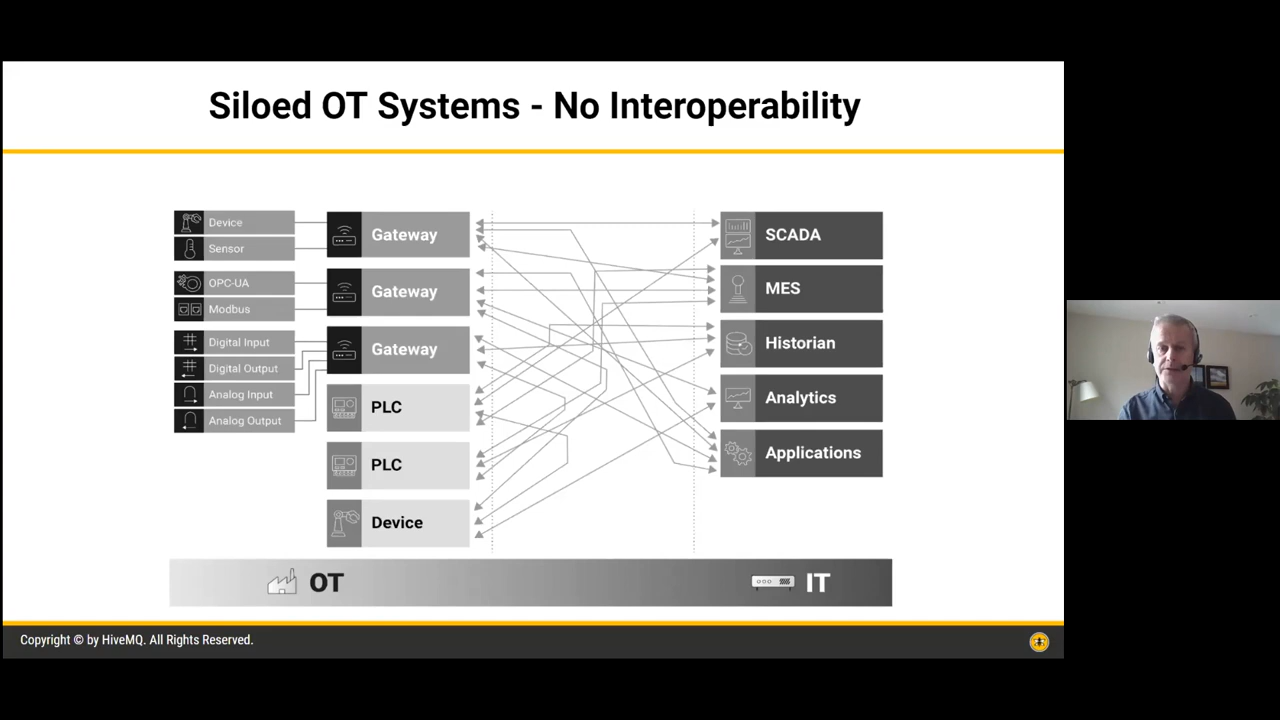 Siloed OT Systems - No Interoperability
Device
Sensor
OPC-UA
Modbus
Digital Input
Digital Output
Analog Input
Analog Output
Gateway
Gateway
Gateway
PLC
PLC
Device
SCADA
MES
Historian
Analytics
Applications
OT
IT
Copyright © by HiveMQ. All Rights Reserved.